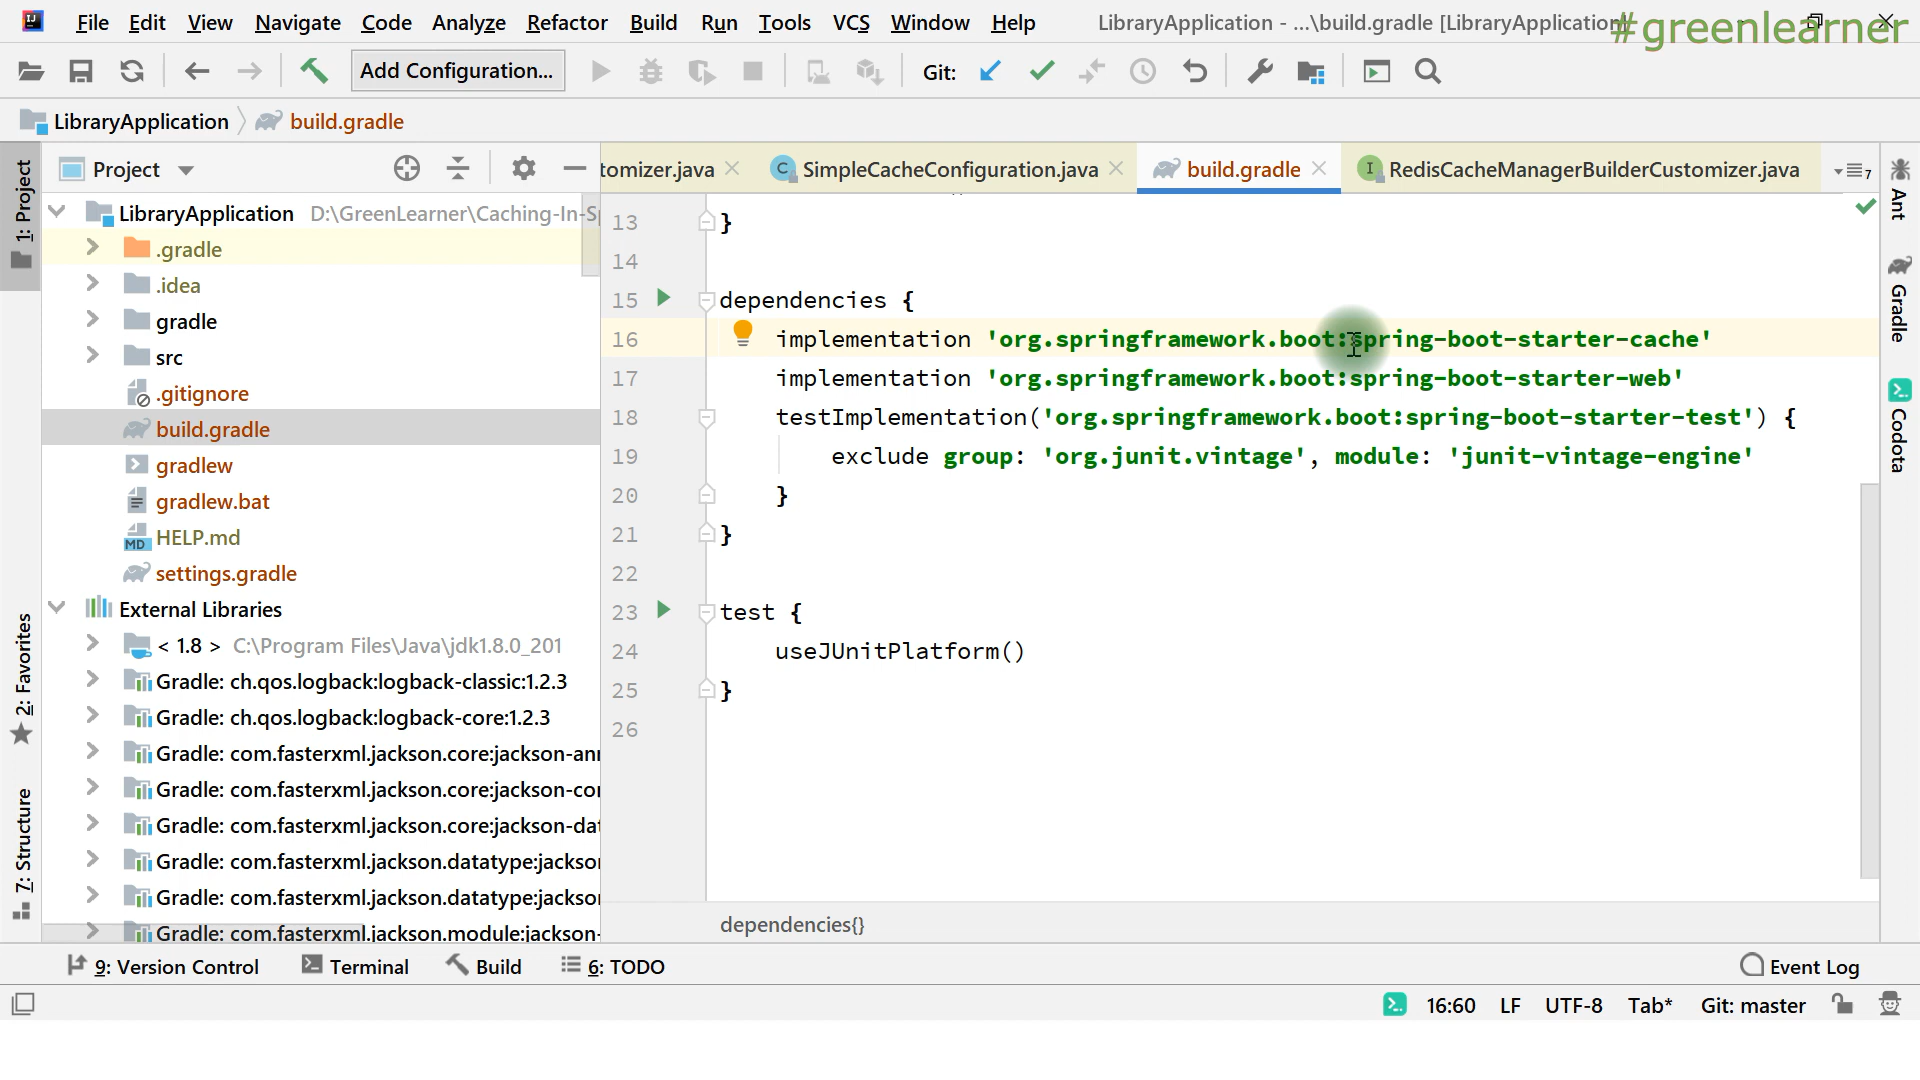 File Edit View Navigate Code Analyze Refactor Build Run Tools VCS Window Help LibraryApplication - ...\build.gradle [LibraryApplication
#greenlearner
Add Configuration... Git:
LibraryApplication build.gradle
1: Project
Project
tomizer.java SimpleCacheConfiguration.java build.gradle RedisCacheManagerBuilderCustomizer.java 7
Ant
Gradle
Codota
LibraryApplication D:\GreenLearner\Caching-In-S
.gradle
.idea
gradle
src
.gitignore
build.gradle
gradlew
gradlew.bat
HELP.md
settings.gradle
External Libraries
< 1.8 > C:\Program Files\Java\jdk1.8.0_201
Gradle: ch.qos.logback:logback-classic:1.2.3
Gradle: ch.qos.logback:logback-core:1.2.3
Gradle: com.fasterxml.jackson.core:jackson-ann
Gradle: com.fasterxml.jackson.core:jackson-cor
Gradle: com.fasterxml.jackson.core:jackson-dat
Gradle: com.fasterxml.jackson.datatype:jackso
Gradle: com.fasterxml.jackson.datatype:jackso
Gradle: com.fasterxml.jackson.module:jackson-
2: Favorites
7: Structure
13 }
14
15 dependencies {
16 implementation 'org.springframework.boot:spring-boot-starter-cache'
17 implementation 'org.springframework.boot:spring-boot-starter-web'
18 testImplementation('org.springframework.boot:spring-boot-starter-test') {
19 exclude group: 'org.junit.vintage', module: 'junit-vintage-engine'
20 }
21 }
22
23 test {
24 useJUnitPlatform()
25 }
26
dependencies{}
9: Version Control Terminal Build 6: TODO Event Log
16:60 LF UTF-8 Tab* Git: master